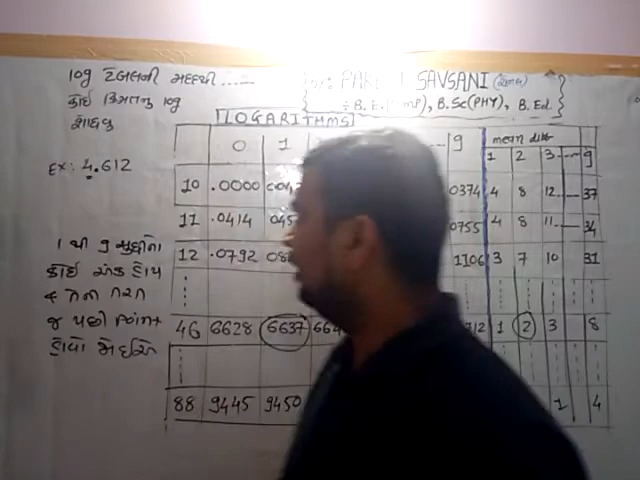 log ટેબલની મદદથી ......
કોઈ કિંમતનુ log
શોધવુ
SAVSANI
B. Sc(PHY), B. Ed.
LOGARITHMS
mean diff
0 1 9 1 2 3 9
Ex: 4.612
10 .0000 0374 4 8 12 37
11 .0414 0755 4 8 11 34
1 થી 9 સુધીના
12 .0792 1106 3 7 10 31
કોઈ અંક હોય
ને તેના તરત
જ પછી Point
46 6628 6637 1 2 3 8
હોવો જોઈએ
88 9445 9450 1 4